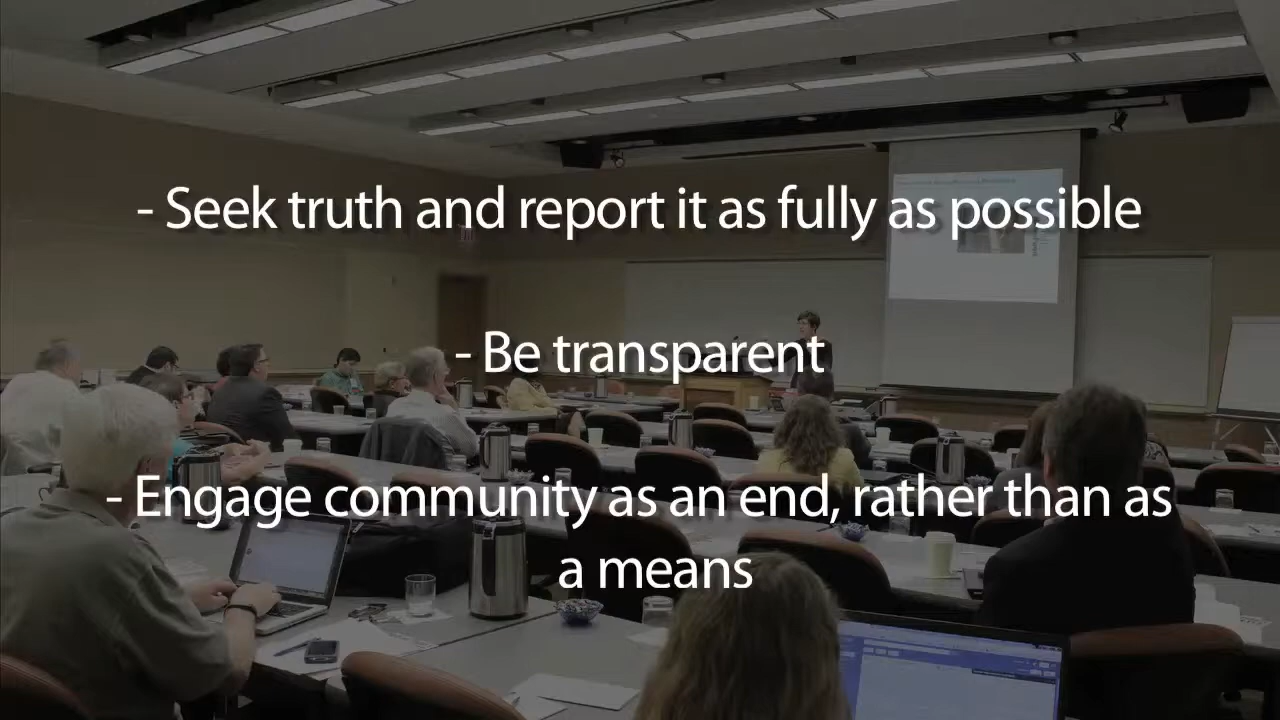 - Seek truth and report it as fully as possible
- Be transparent
- Engage community as an end, rather than as
a means